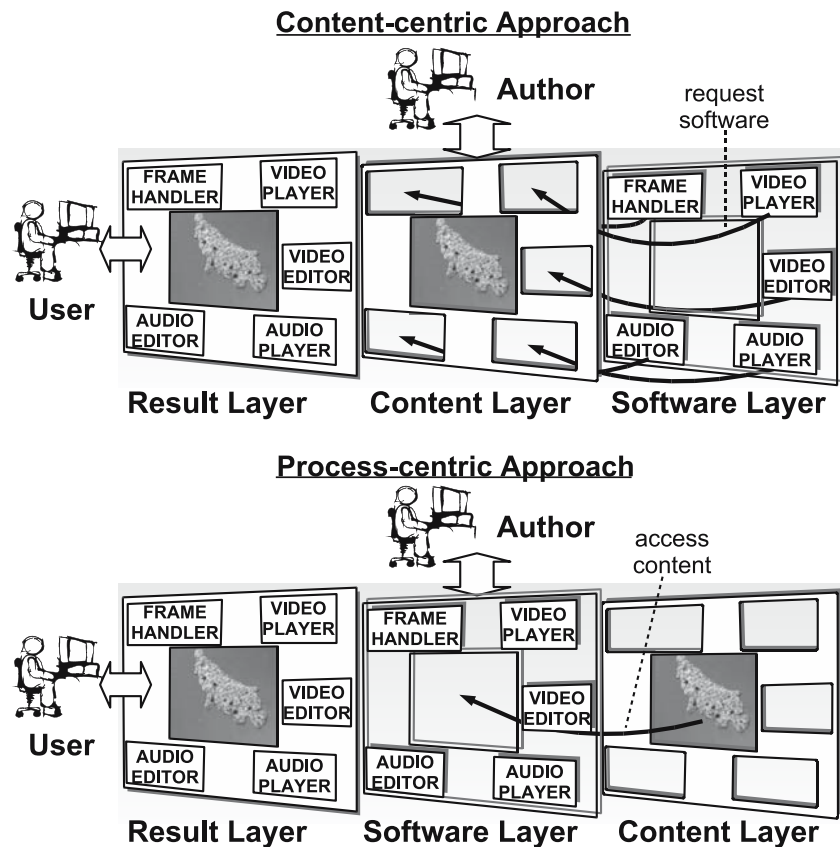 Content-centric Approach
Author
request
software
FRAME
HANDLER
VIDEO
PLAYER
VIDEO
EDITOR
AUDIO
EDITOR
AUDIO
PLAYER
User
FRAME
HANDLER
VIDEO
PLAYER
VIDEO
EDITOR
AUDIO
EDITOR
AUDIO
PLAYER
Result Layer
Content Layer
Software Layer
Process-centric Approach
Author
access
content
FRAME
HANDLER
VIDEO
PLAYER
VIDEO
EDITOR
AUDIO
EDITOR
AUDIO
PLAYER
User
FRAME
HANDLER
VIDEO
PLAYER
VIDEO
EDITOR
AUDIO
EDITOR
AUDIO
PLAYER
Result Layer
Software Layer
Content Layer